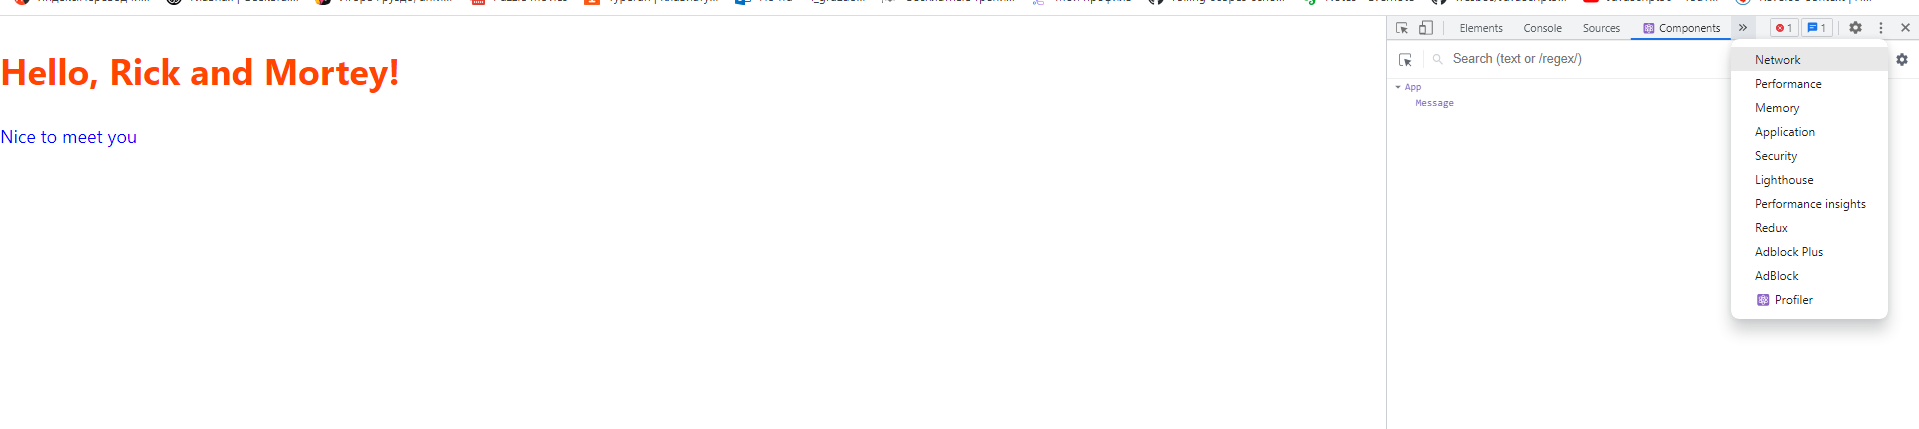 Hello, Rick and Mortey!
Nice to meet you
Elements Console Sources Components » 1 1
Search (text or /regex/)
App
Message
Network
Performance
Memory
Application
Security
Lighthouse
Performance insights
Redux
Adblock Plus
AdBlock
Profiler